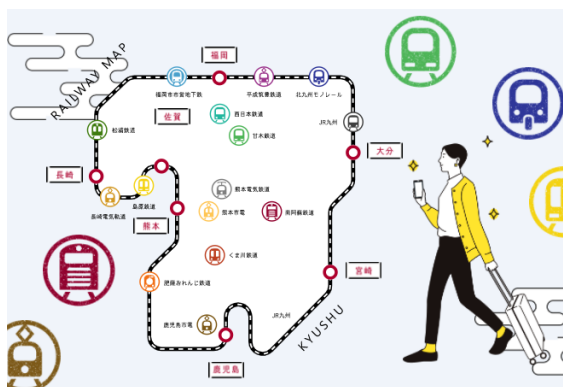 RAILWAY MAP
福岡
福岡市市営地下鉄
平成筑豊鉄道
北九州モノレール
佐賀
西日本鉄道
JR九州
松浦鉄道
甘木鉄道
大分
長崎
島原鉄道
熊本電気鉄道
長崎電気軌道
熊本
熊本市電
南阿蘇鉄道
くま川鉄道
宮崎
肥薩おれんじ鉄道
JR九州
KYUSHU
鹿児島市電
鹿児島